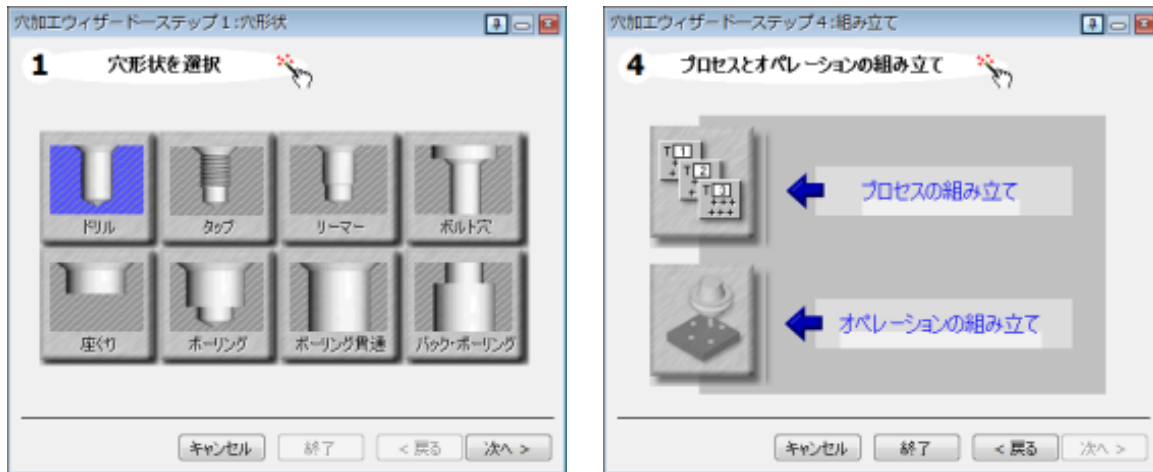 穴加工ウィザードーステップ1:穴形状
1 穴形状を選択
ドリル
タップ
リーマー
ボルト穴
座ぐり
ボーリング
ボーリング貫通
バック・ボーリング
キャンセル
終了
< 戻る
次へ >
穴加工ウィザードーステップ4:組み立て
4 プロセスとオペレーションの組み立て
T 1
T 2
T 3
プロセスの組み立て
オペレーションの組み立て
キャンセル
終了
< 戻る
次へ >